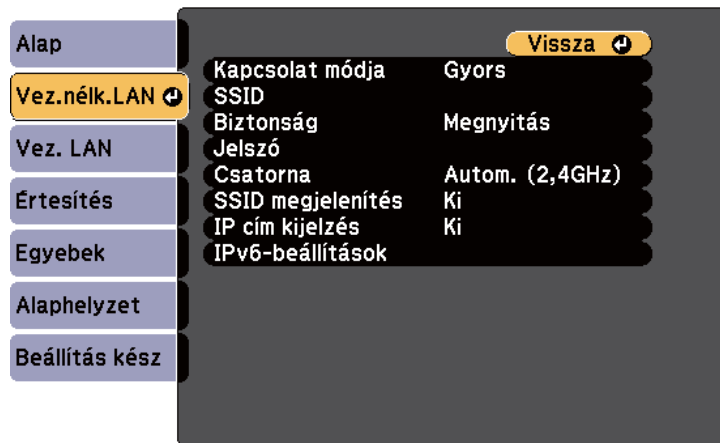 Alap
Vez.nélk.LAN
Vez. LAN
Értesítés
Egyebek
Alaphelyzet
Beállítás kész
Vissza
Kapcsolat módja Gyors
SSID
Biztonság Megnyitás
Jelszó
Csatorna Autom. (2,4GHz)
SSID megjelenítés Ki
IP cím kijelzés Ki
IPv6-beállítások